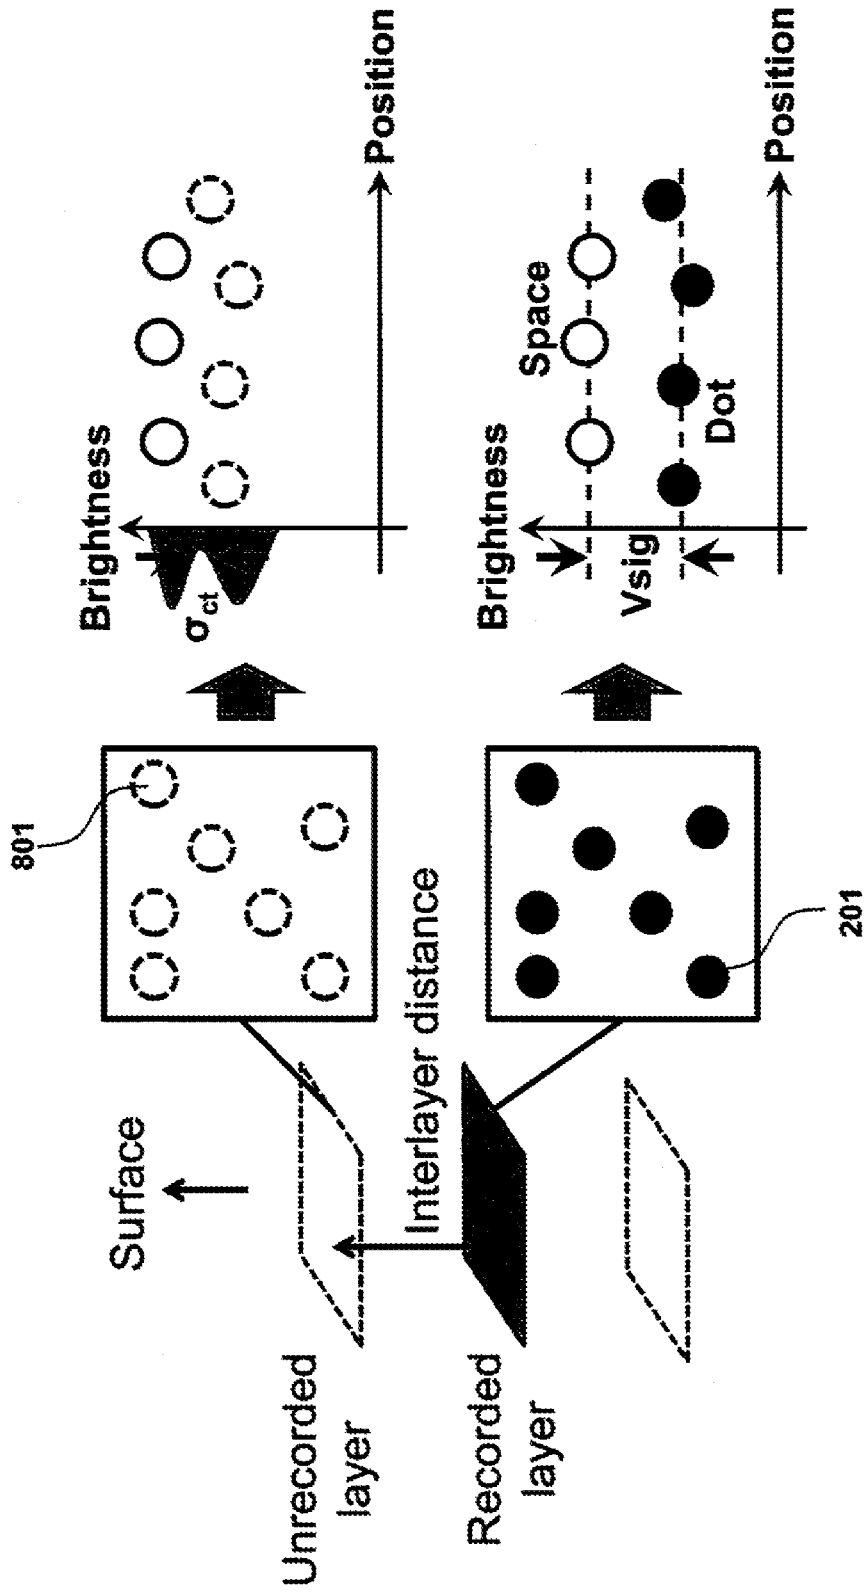 Surface
Unrecorded
layer
Interlayer distance
Recorded
layer
801
201
Brightness
σct
Position
Brightness
Space
Vsig
Dot
Position